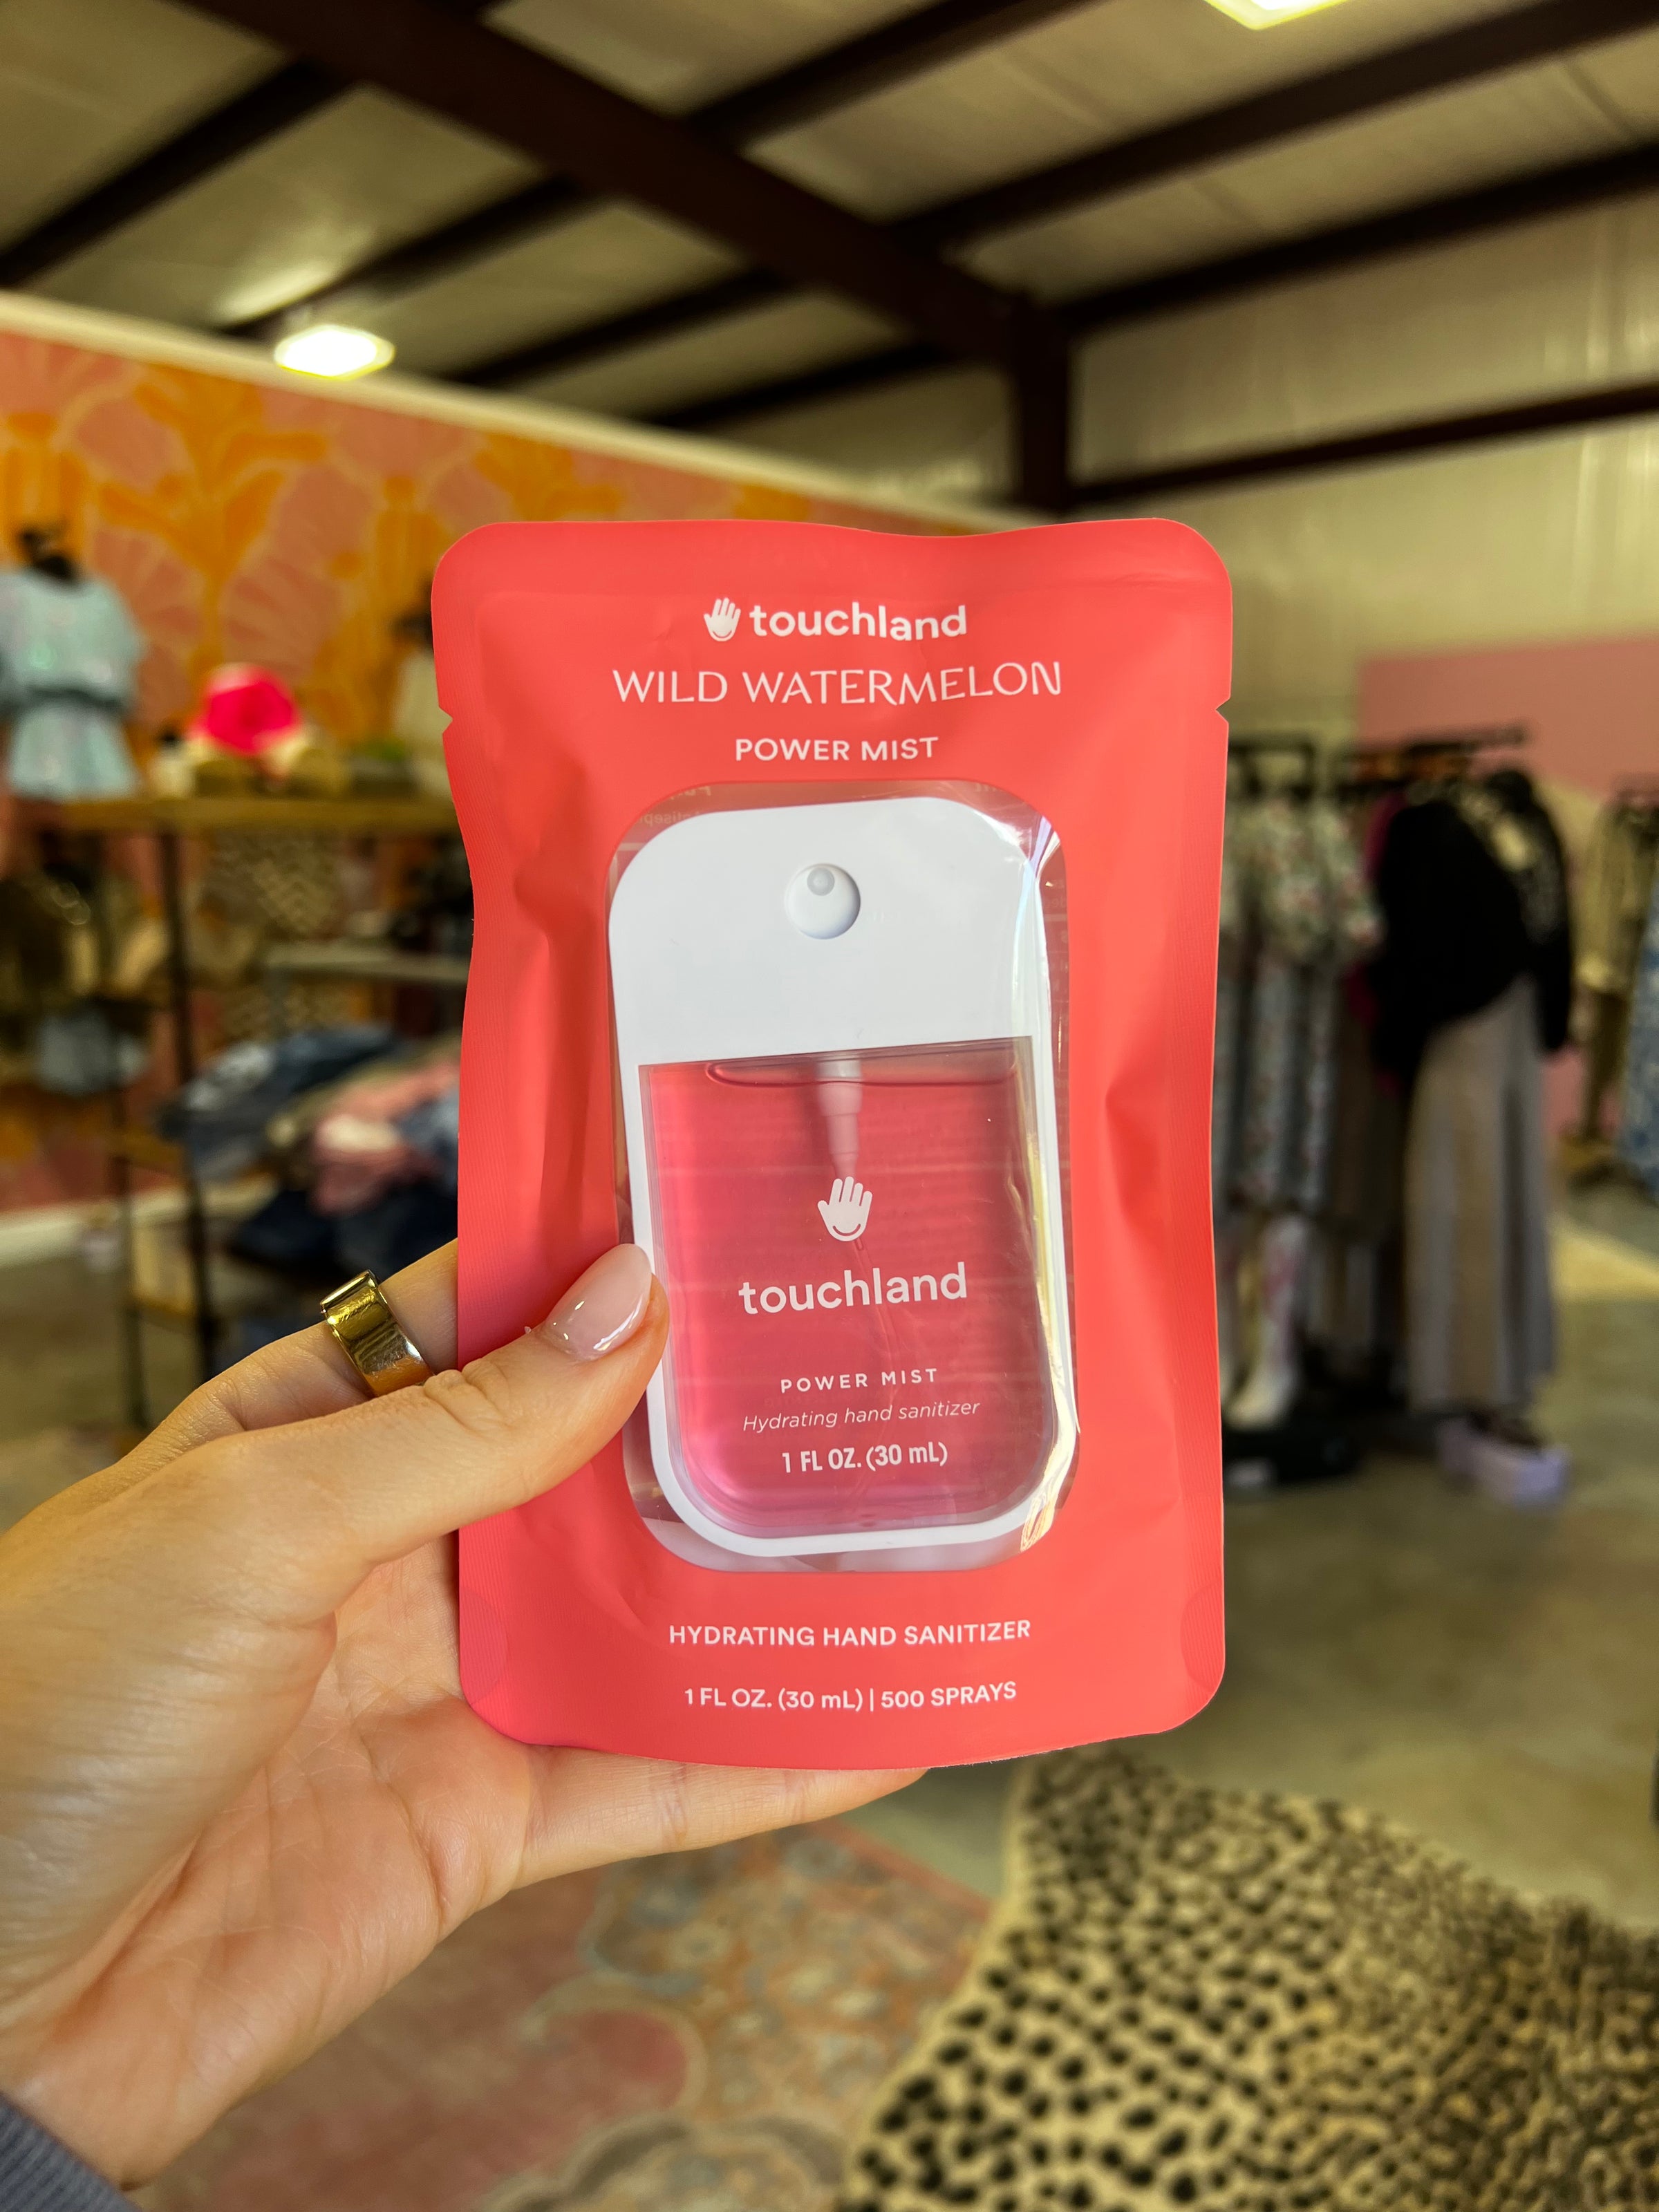 touchland
WILD WATERMELON
POWER MIST
touchland
POWER MIST
Hydrating hand sanitizer
1 FL OZ. (30 mL)
HYDRATING HAND SANITIZER
1 FL OZ. (30 mL) | 500 SPRAYS